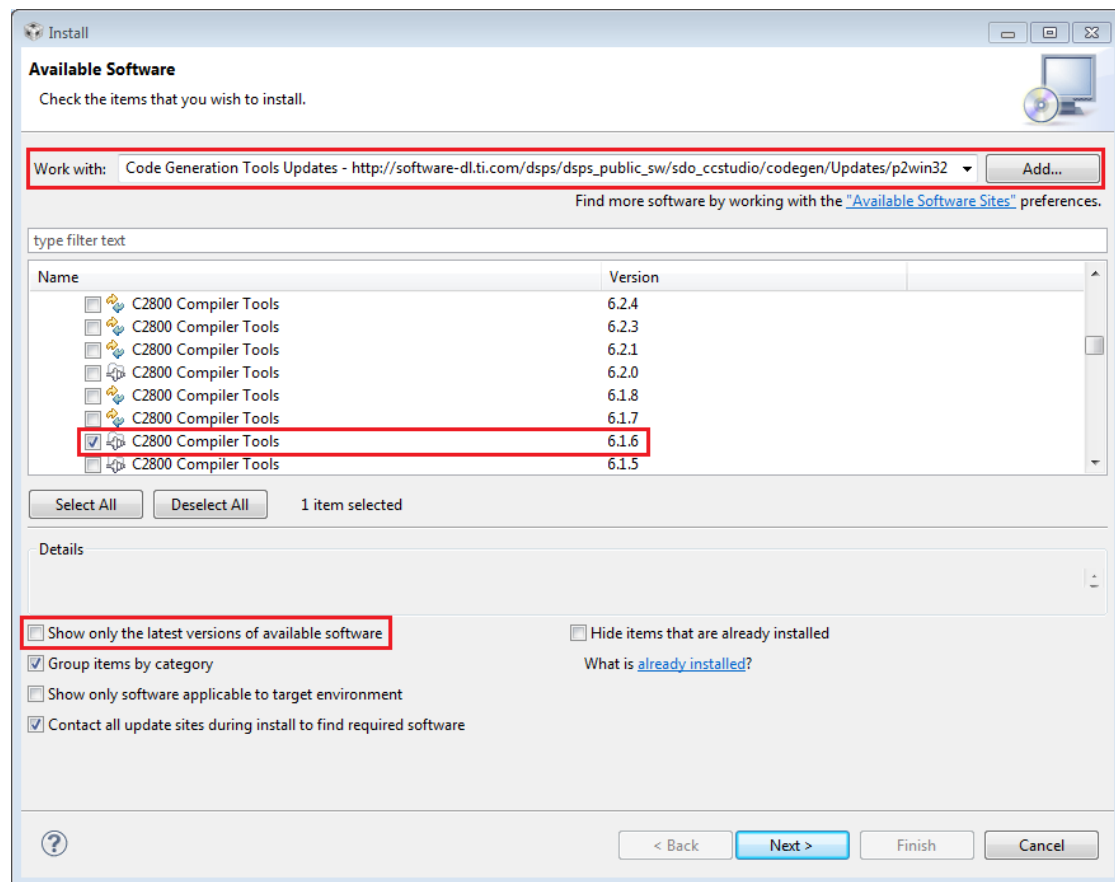 Install
Available Software
Check the items that you wish to install.
Work with: Code Generation Tools Updates - http://software-dl.ti.com/dsps/dsps_public_sw/sdo_ccstudio/codegen/Updates/p2win32 Add...
Find more software by working with the "Available Software Sites" preferences.
type filter text
Name Version
C2800 Compiler Tools 6.2.4
C2800 Compiler Tools 6.2.3
C2800 Compiler Tools 6.2.1
C2800 Compiler Tools 6.2.0
C2800 Compiler Tools 6.1.8
C2800 Compiler Tools 6.1.7
C2800 Compiler Tools 6.1.6
C2800 Compiler Tools 6.1.5
Select All Deselect All 1 item selected
Details
Show only the latest versions of available software Hide items that are already installed
Group items by category What is already installed?
Show only software applicable to target environment
Contact all update sites during install to find required software
? < Back Next > Finish Cancel